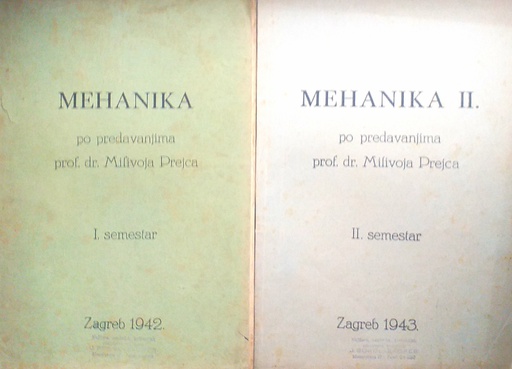 MEHANIKA
po predavanjima
prof. dr. Milivoja Prejca
I. semestar
Zagreb 1942.
MEHANIKA II.
po predavanjima
prof. dr. Milivoja Prejca
II. semestar
Zagreb 1943.